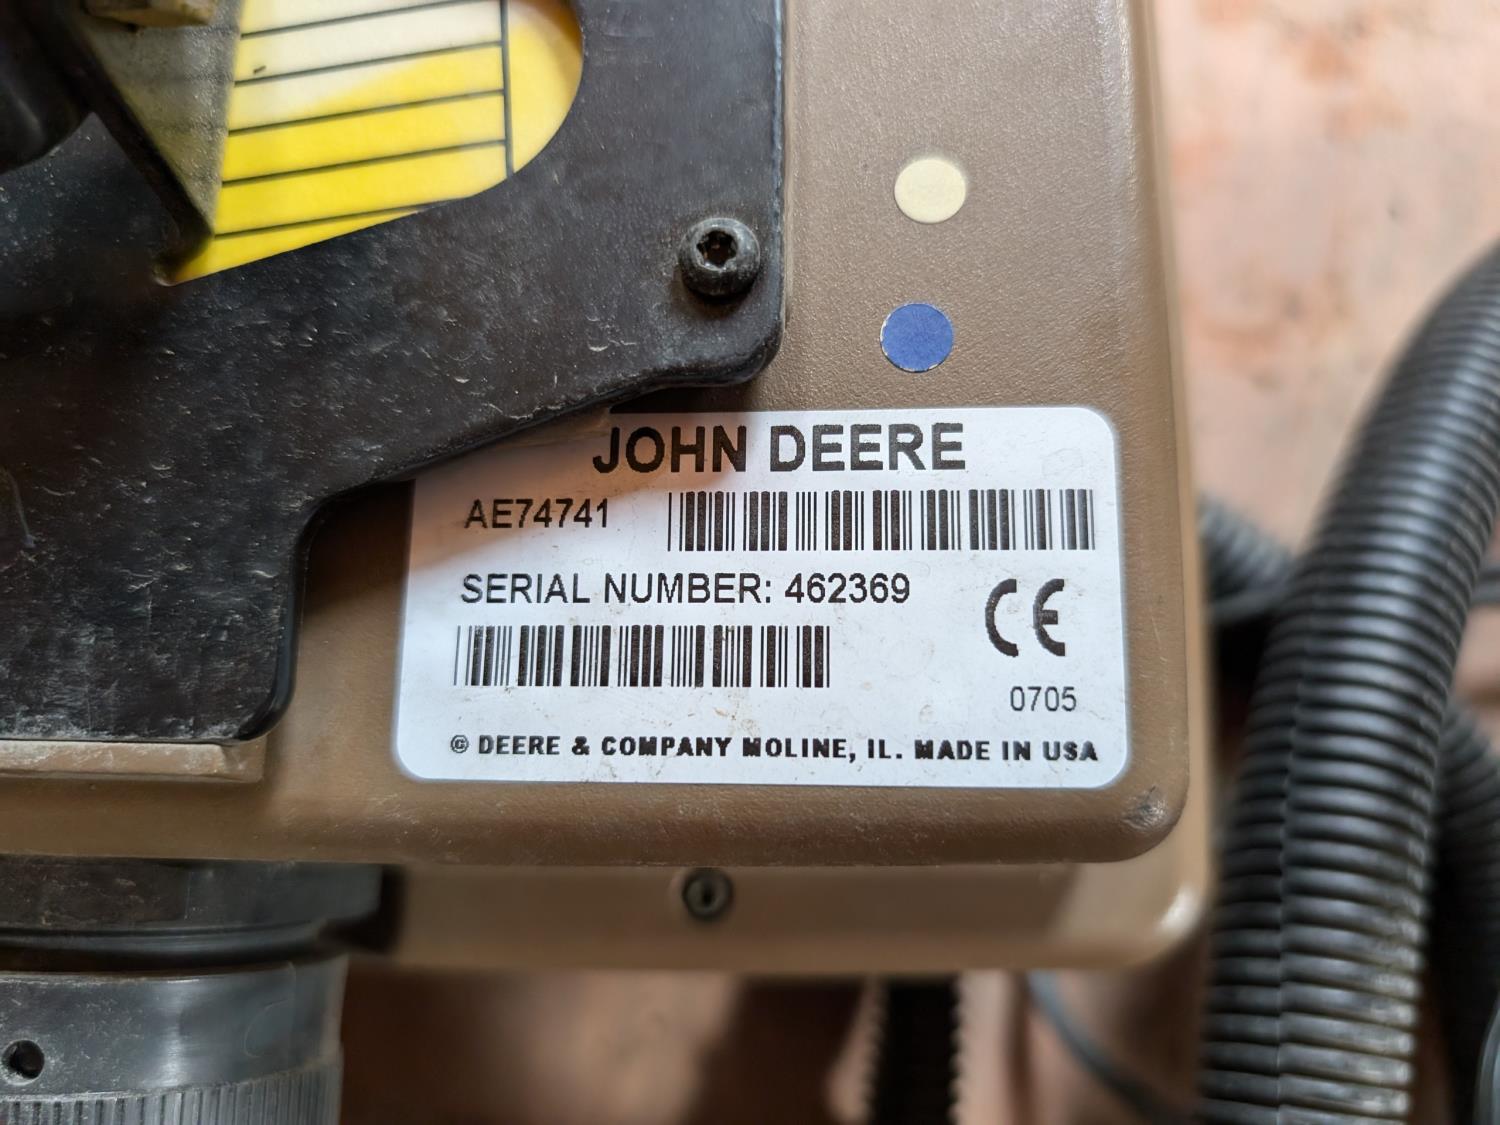 JOHN DEERE
AE74741
SERIAL NUMBER: 462369
CE
0705
© DEERE & COMPANY MOLINE, IL. MADE IN USA